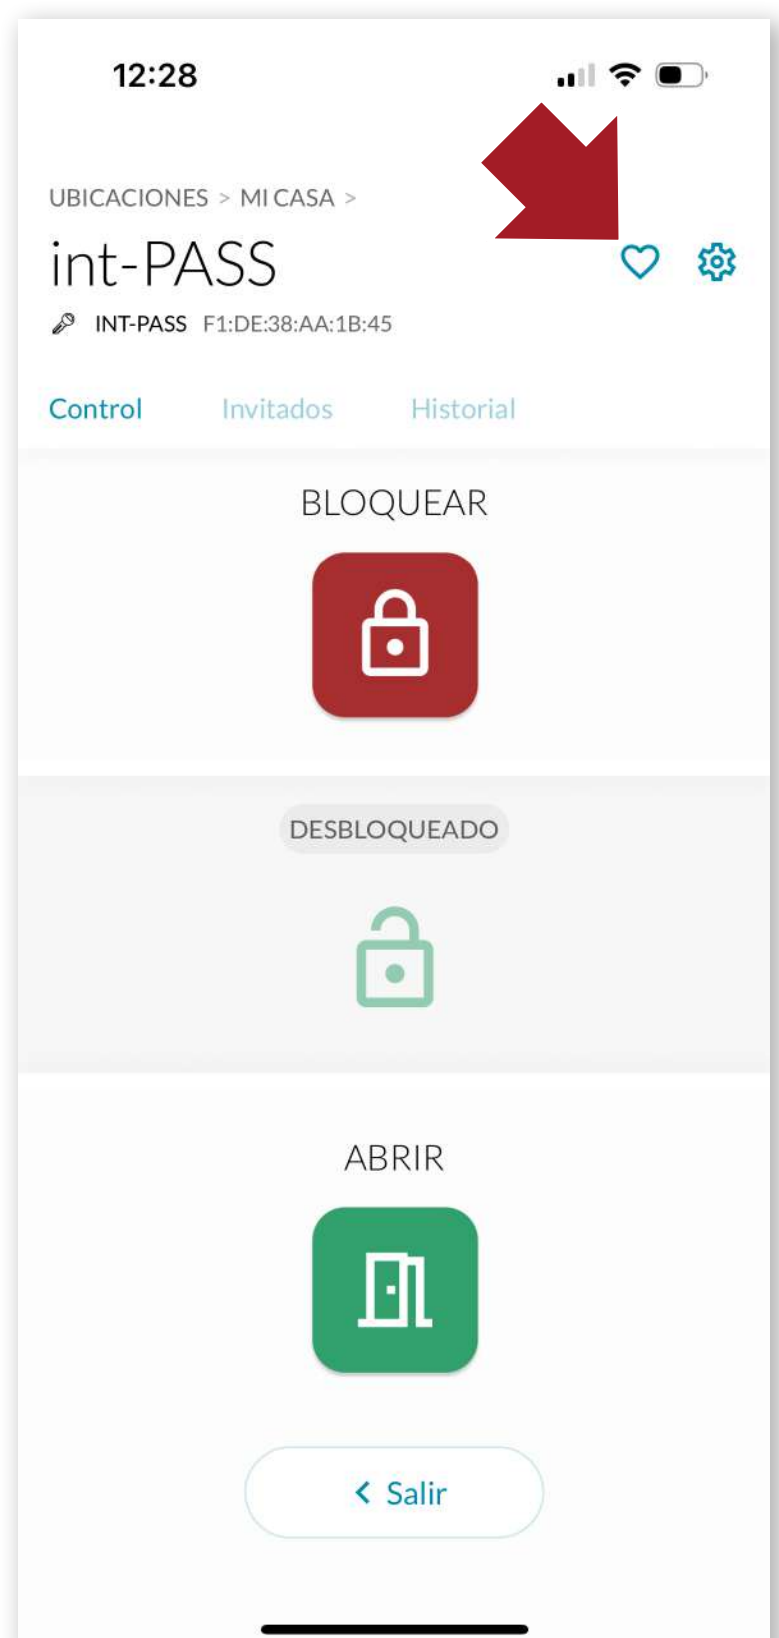 12:28
UBICACIONES > MI CASA >
int-PASS
INT-PASS F1:DE:38:AA:1B:45
Control Invitados Historial
BLOQUEAR
DESBLOQUEADO
ABRIR
< Salir